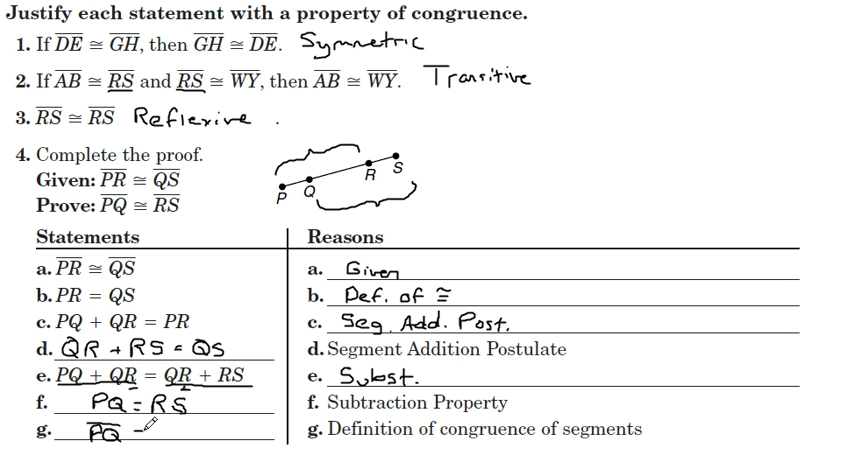 Justify each statement with a property of congruence.
1. If DE ≅ GH, then GH ≅ DE. Symmetric
2. If AB ≅ RS and RS ≅ WY, then AB ≅ WY. Transitive
3. RS ≅ RS Reflexive .
4. Complete the proof.
Given: PR ≅ QS
Prove: PQ ≅ RS
P Q R S
Statements Reasons
a. PR ≅ QS a. Given
b. PR = QS b. Def. of ≅
c. PQ + QR = PR c. Seg. Add. Post.
d. QR + RS = QS d. Segment Addition Postulate
e. PQ + QR = QR + RS e. Subst.
f. PQ = RS f. Subtraction Property
g. PQ g. Definition of congruence of segments